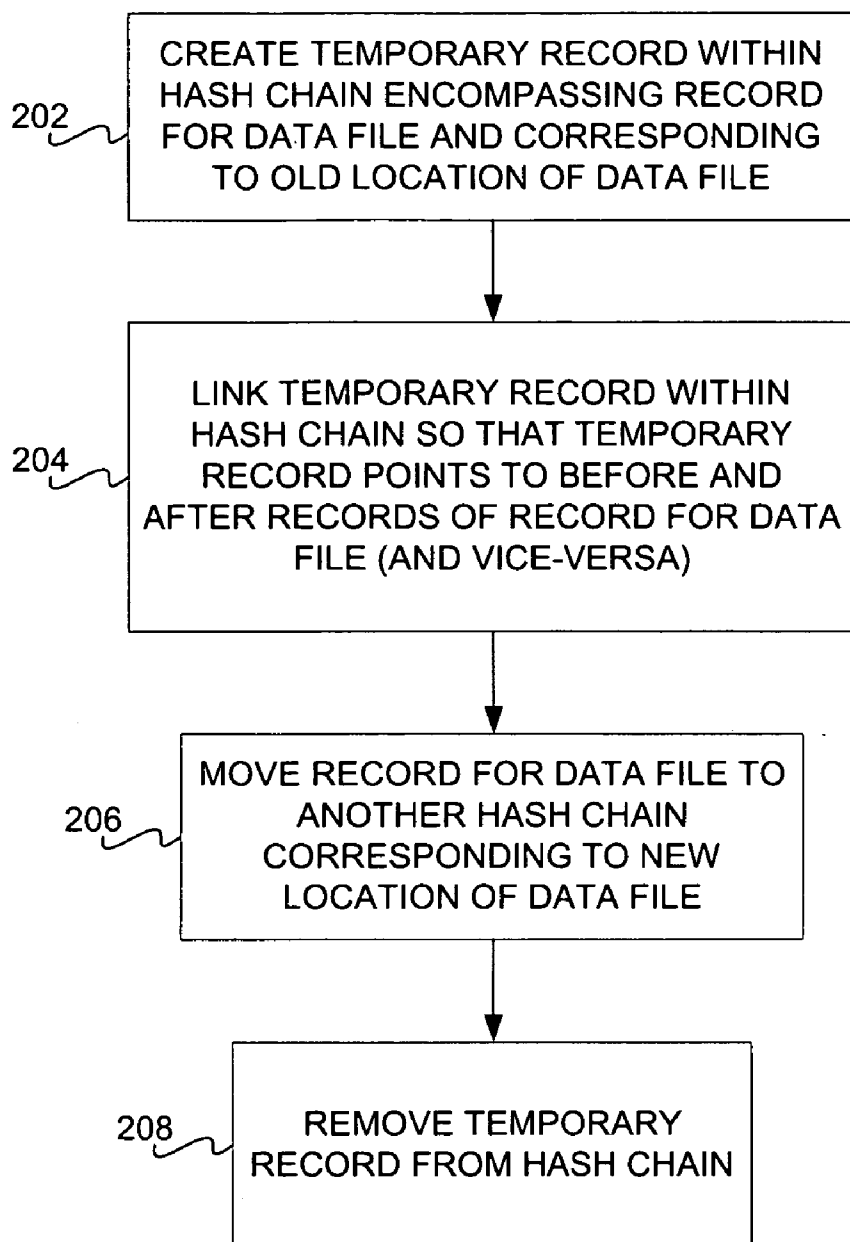 CREATE TEMPORARY RECORD WITHIN
HASH CHAIN ENCOMPASSING RECORD
FOR DATA FILE AND CORRESPONDING
TO OLD LOCATION OF DATA FILE
202
LINK TEMPORARY RECORD WITHIN
HASH CHAIN SO THAT TEMPORARY
RECORD POINTS TO BEFORE AND
AFTER RECORDS OF RECORD FOR DATA
FILE (AND VICE-VERSA)
204
MOVE RECORD FOR DATA FILE TO
ANOTHER HASH CHAIN
CORRESPONDING TO NEW
LOCATION OF DATA FILE
206
REMOVE TEMPORARY
RECORD FROM HASH CHAIN
208